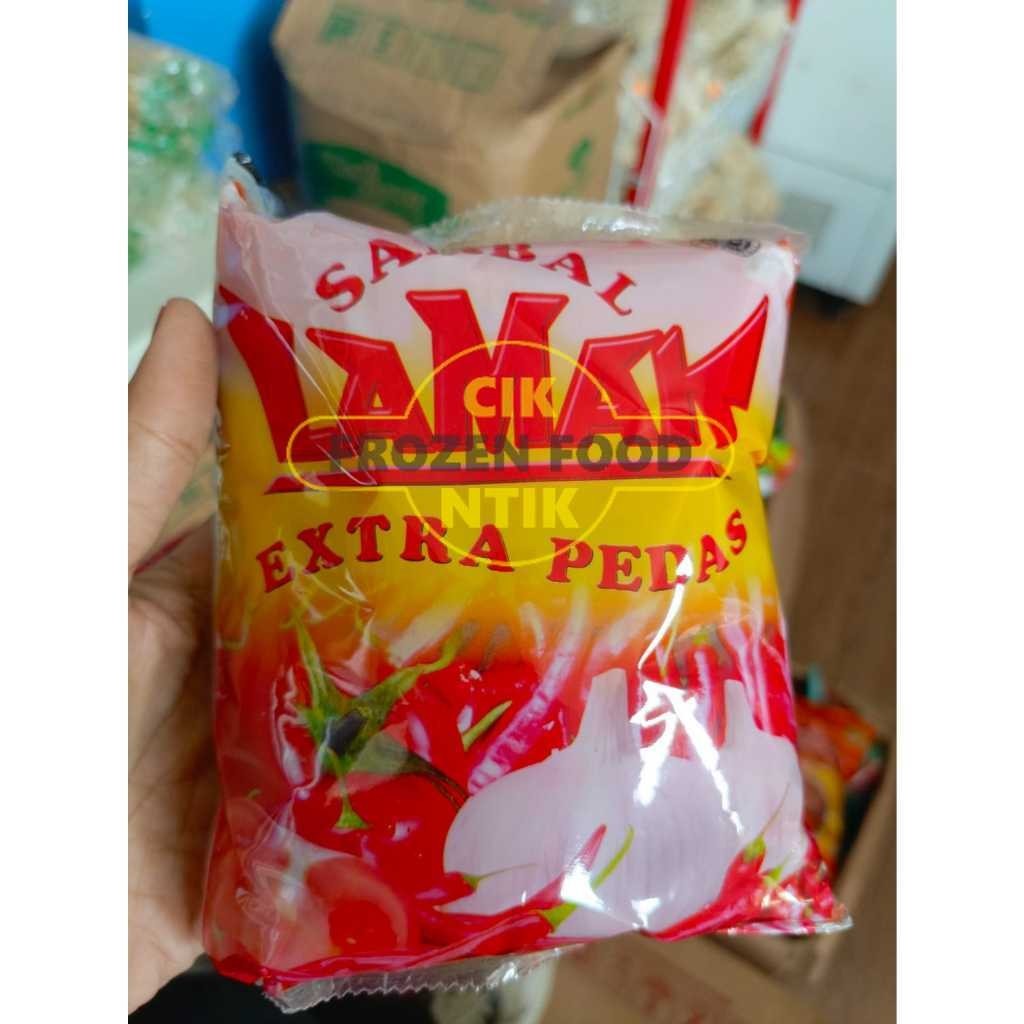 SAMBAL
LAMAK
CIK
FROZEN FOOD
NTIK
EXTRA PEDAS